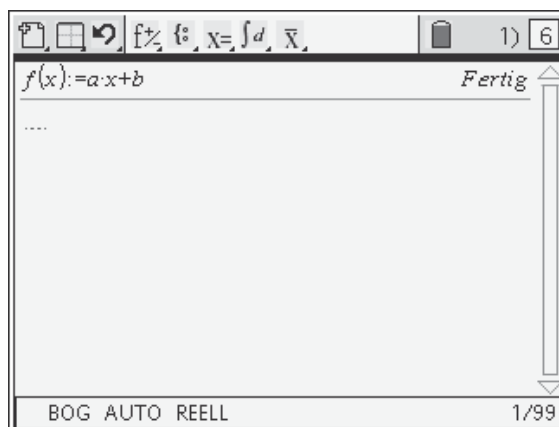 f± {: x= ∫d x̄ 1) 6
f(x):=a·x+b Fertig
BOG AUTO REELL 1/99